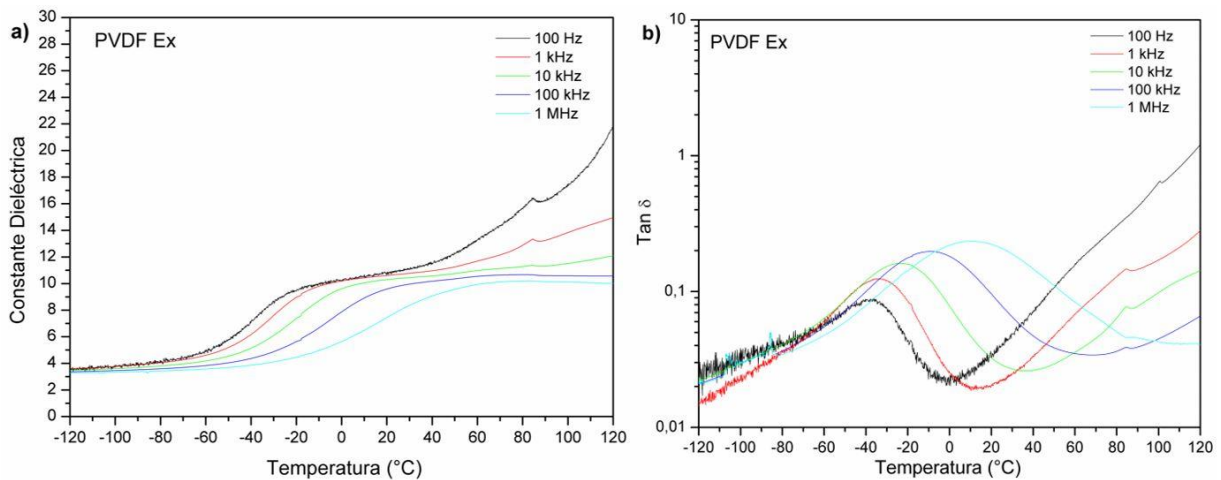 a)
PVDF Ex
100 Hz
1 kHz
10 kHz
100 kHz
1 MHz
Constante Dieléctrica
30
28
26
24
22
20
18
16
14
12
10
8
6
4
2
0
-120 -100 -80 -60 -40 -20 0 20 40 60 80 100 120
Temperatura (°C)
b)
PVDF Ex
100 Hz
1 kHz
10 kHz
100 kHz
1 MHz
Tan δ
10
1
0,1
0,01
-120 -100 -80 -60 -40 -20 0 20 40 60 80 100 120
Temperatura (°C)